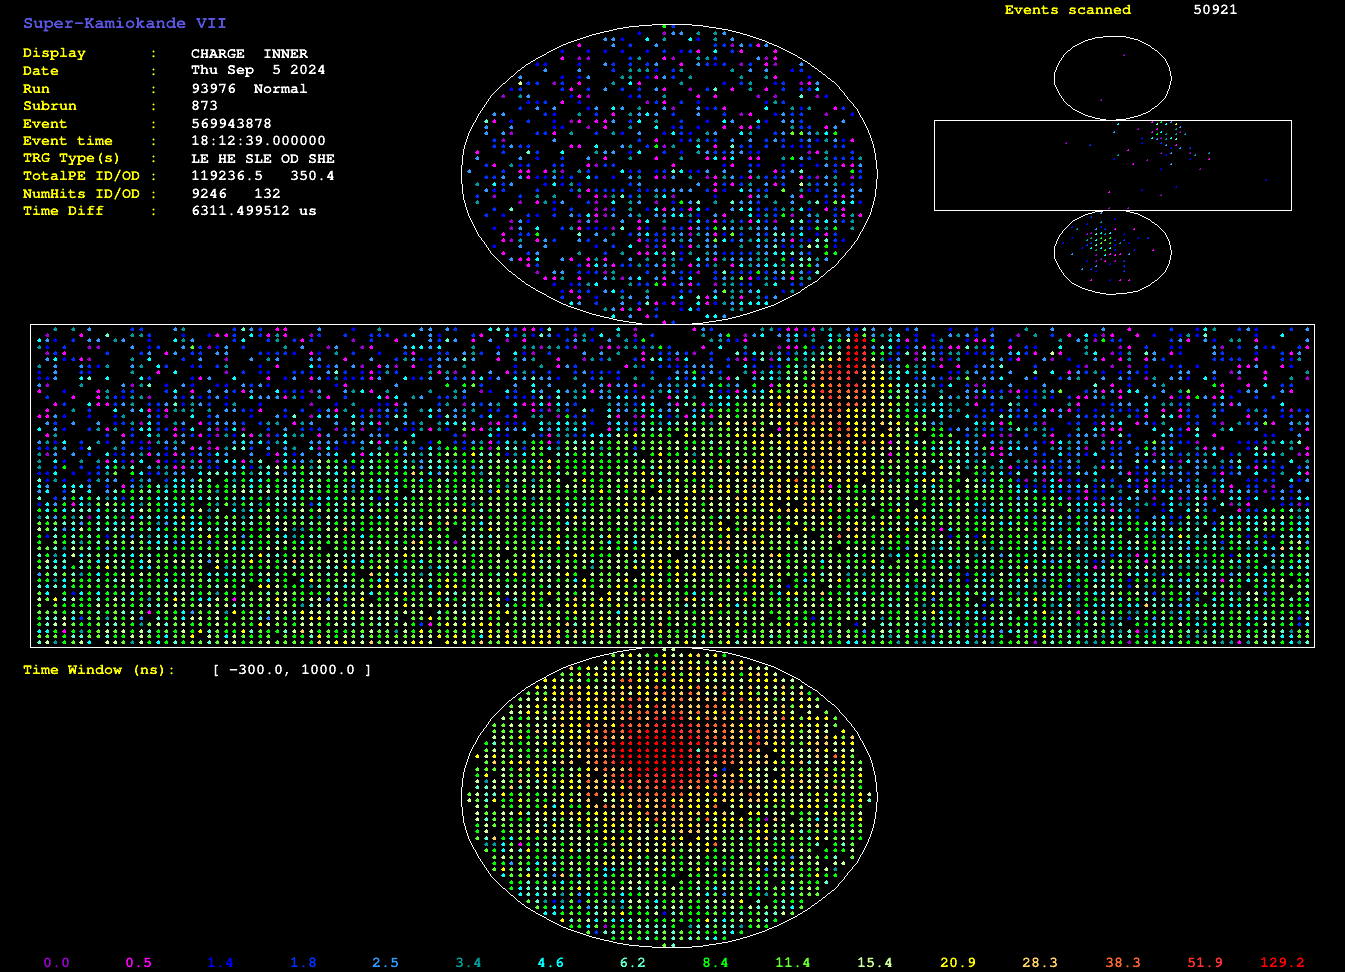 Super-Kamiokande VII
Events scanned 50921
Display : CHARGE INNER
Date : Thu Sep 5 2024
Run : 93976 Normal
Subrun : 873
Event : 569943878
Event time : 18:12:39.000000
TRG Type(s) : LE HE SLE OD SHE
TotalPE ID/OD : 119236.5 350.4
NumHits ID/OD : 9246 132
Time Diff : 6311.499512 us
Time Window (ns): [ -300.0, 1000.0 ]
0.0 0.5 1.4 1.8 2.5 3.4 4.6 6.2 8.4 11.4 15.4 20.9 28.3 38.3 51.9 129.2